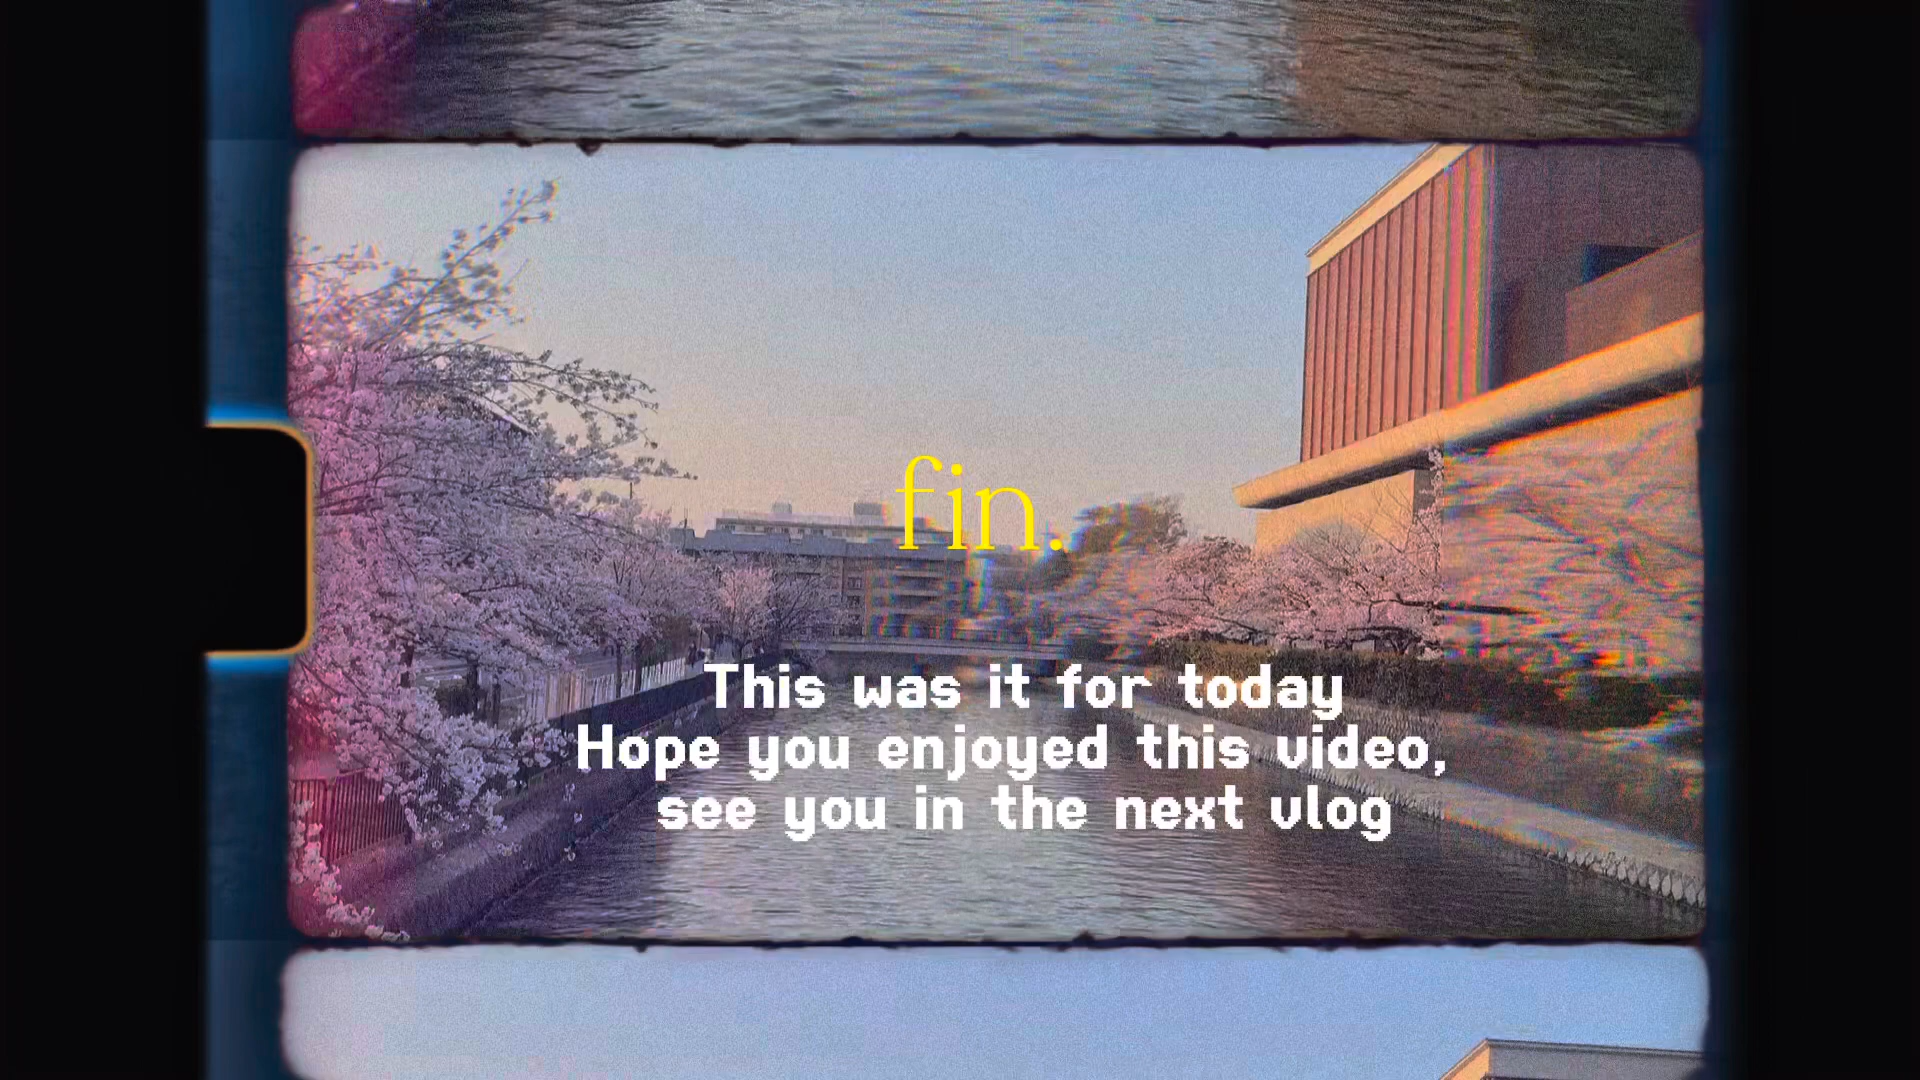 fin.
This was it for today
Hope you enjoyed this video,
see you in the next vlog